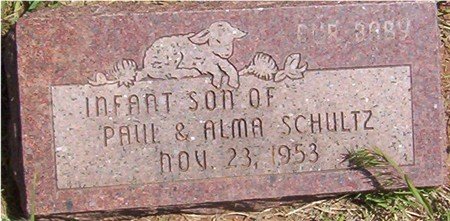 OUR BABY
INFANT SON OF
PAUL & ALMA SCHULTZ
NOV. 23, 1953